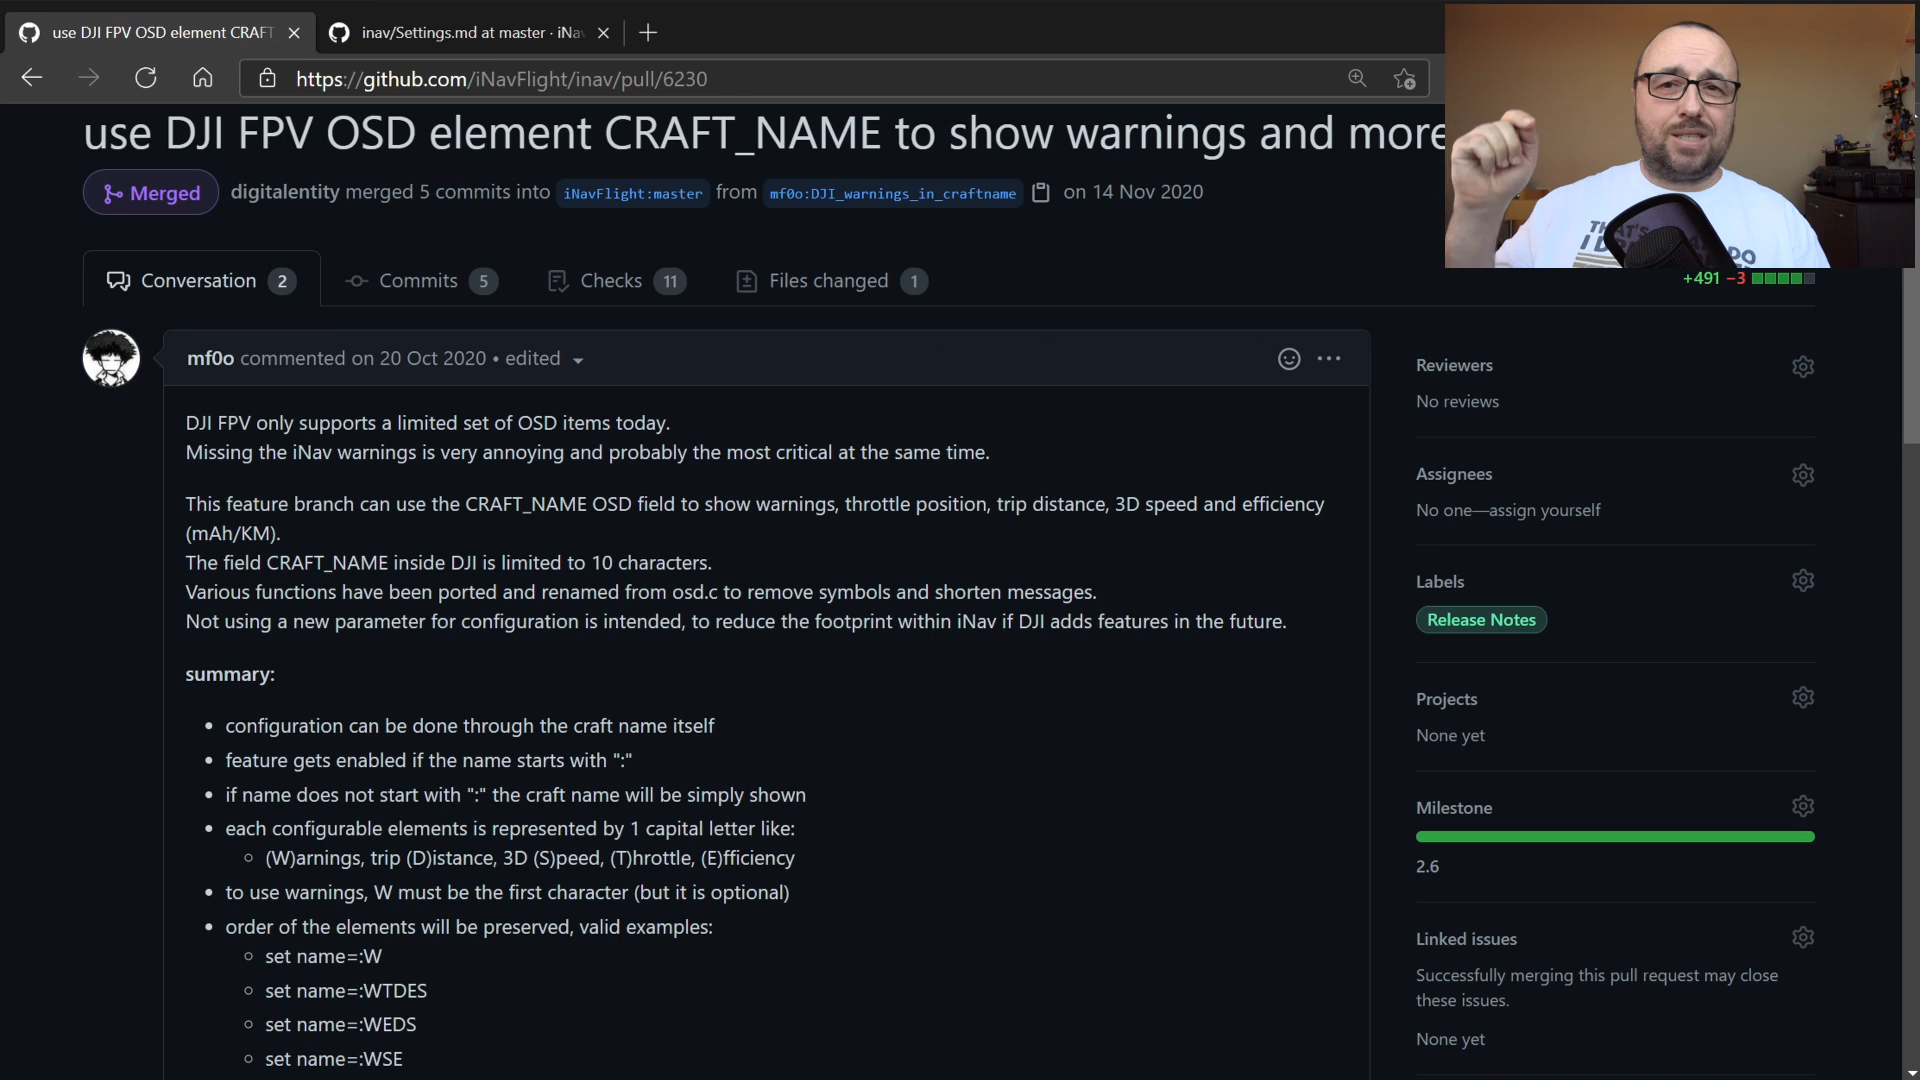 use DJI FPV OSD element CRAFT
inav/Settings.md at master · iNa
https://github.com/iNavFlight/inav/pull/6230
use DJI FPV OSD element CRAFT_NAME to show warnings and more
Merged digitalentity merged 5 commits into iNavFlight:master from mf0o:DJI_warnings_in_craftname on 14 Nov 2020
Conversation 2 Commits 5 Checks 11 Files changed 1
+491 −3
mf0o commented on 20 Oct 2020 • edited
DJI FPV only supports a limited set of OSD items today.
Missing the iNav warnings is very annoying and probably the most critical at the same time.
This feature branch can use the CRAFT_NAME OSD field to show warnings, throttle position, trip distance, 3D speed and efficiency
(mAh/KM).
The field CRAFT_NAME inside DJI is limited to 10 characters.
Various functions have been ported and renamed from osd.c to remove symbols and shorten messages.
Not using a new parameter for configuration is intended, to reduce the footprint within iNav if DJI adds features in the future.
summary:
• configuration can be done through the craft name itself
• feature gets enabled if the name starts with ":"
• if name does not start with ":" the craft name will be simply shown
• each configurable elements is represented by 1 capital letter like:
◦ (W)arnings, trip (D)istance, 3D (S)peed, (T)hrottle, (E)fficiency
• to use warnings, W must be the first character (but it is optional)
• order of the elements will be preserved, valid examples:
◦ set name=:W
◦ set name=:WTDES
◦ set name=:WEDS
◦ set name=:WSE
Reviewers
No reviews
Assignees
No one—assign yourself
Labels
Release Notes
Projects
None yet
Milestone
2.6
Linked issues
Successfully merging this pull request may close
these issues.
None yet